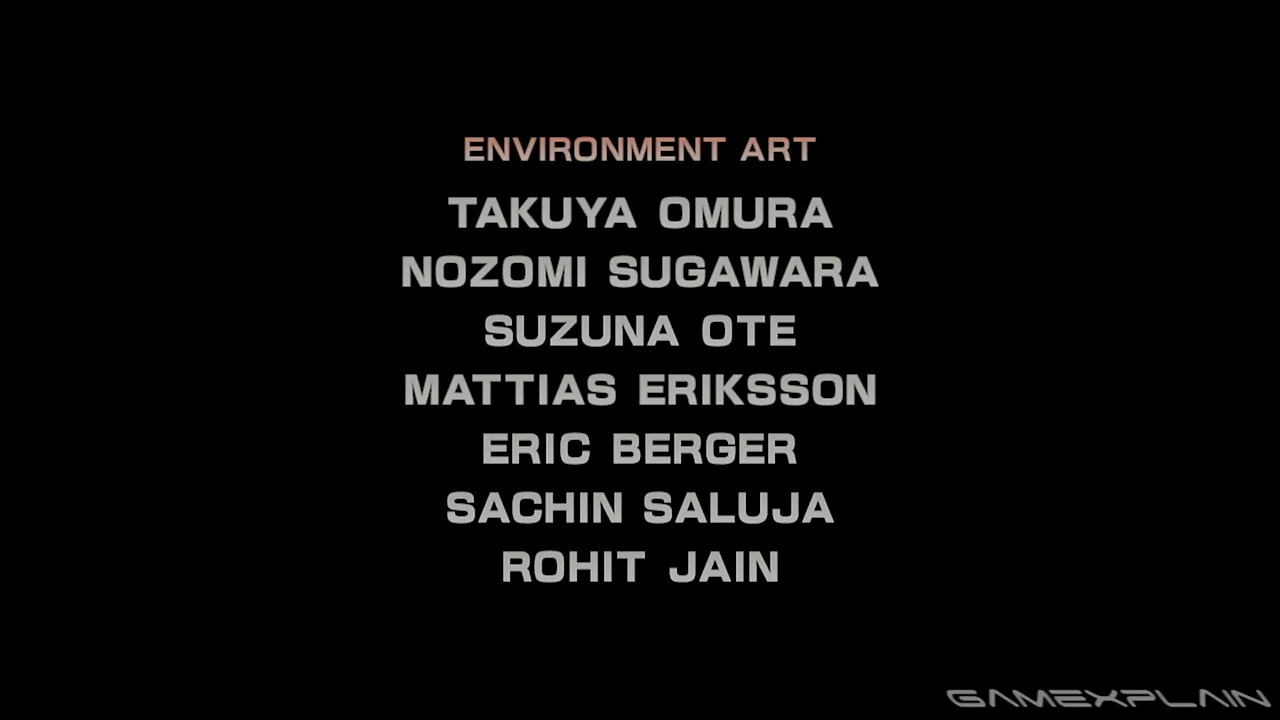 ENVIRONMENT ART
TAKUYA OMURA
NOZOMI SUGAWARA
SUZUNA OTE
MATTIAS ERIKSSON
ERIC BERGER
SACHIN SALUJA
ROHIT JAIN
GAMEXPLAIN